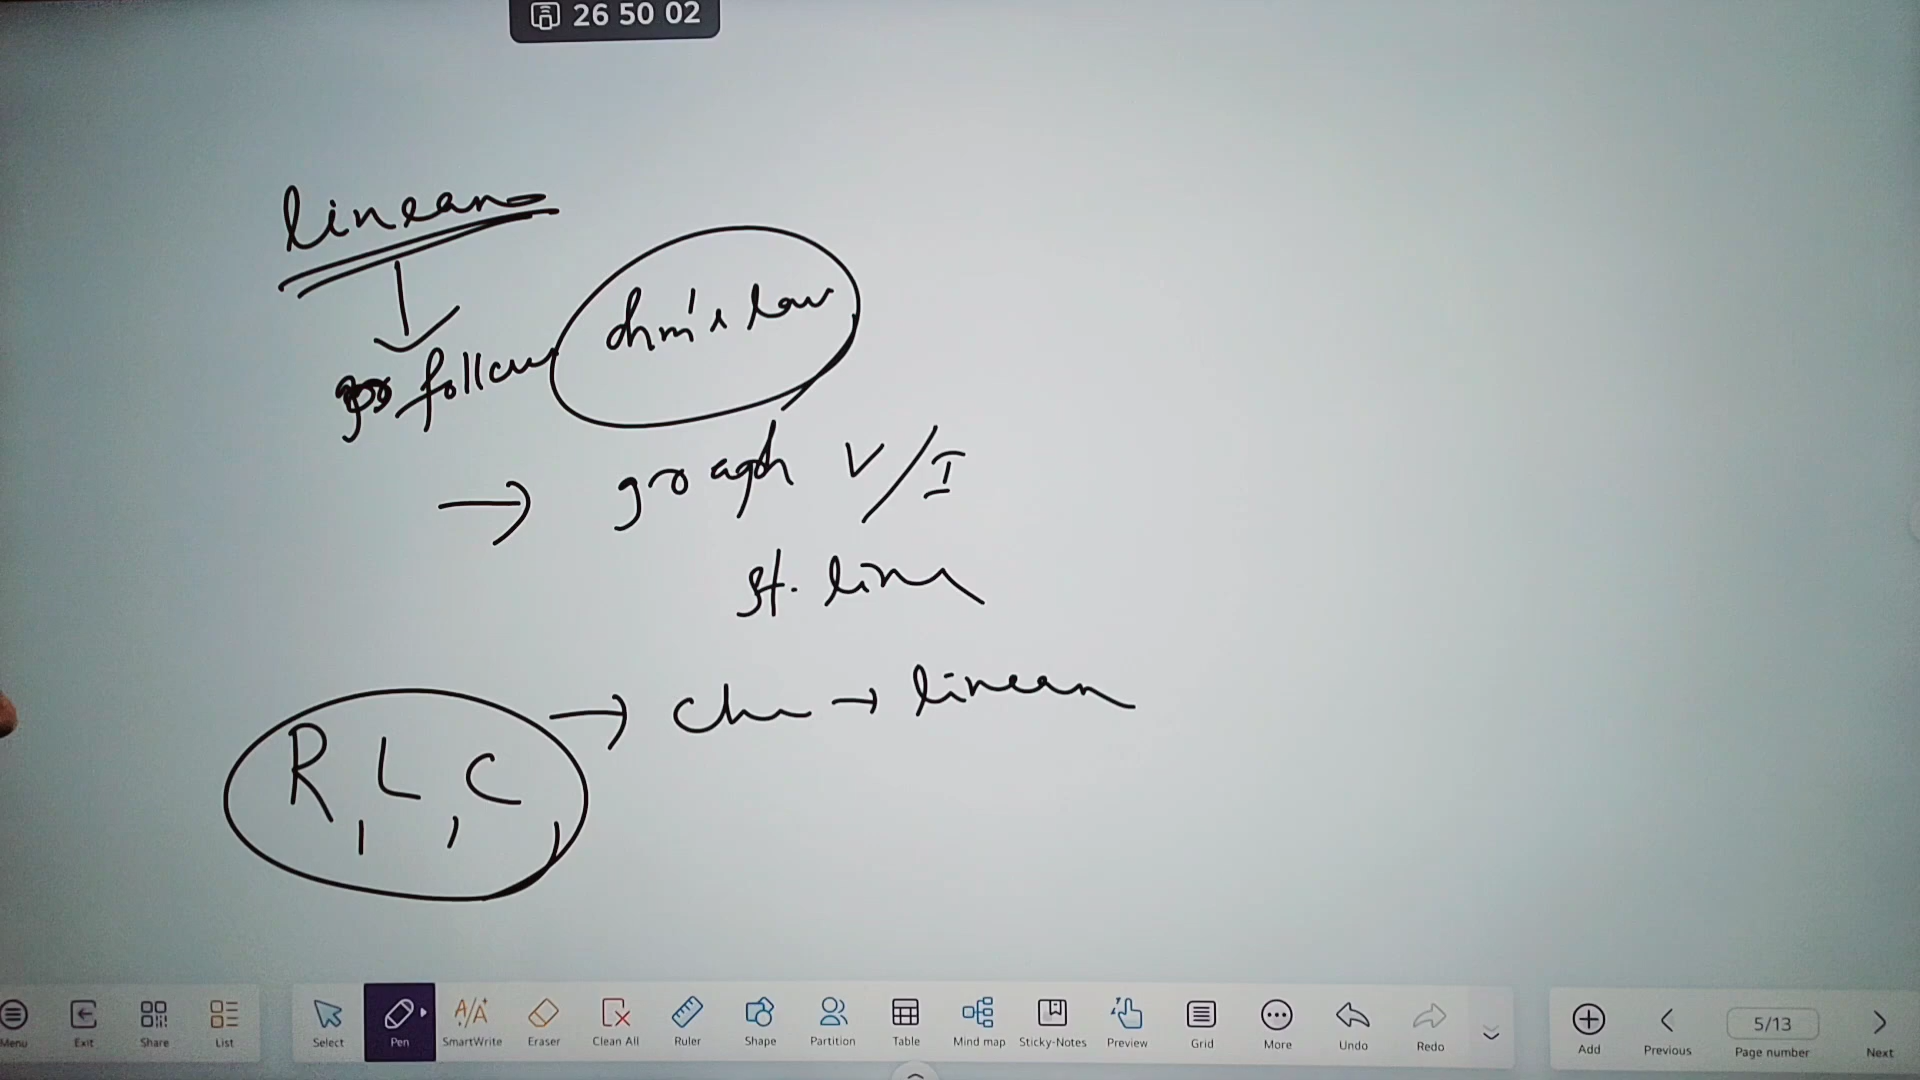 26 50 02
linear
follow ohm's law
→ graph V/I
st. line
R, L, C → → linear
Menu Exit Share List Select Pen SmartWrite Eraser Clean All Ruler Shape Partition Table Mind map Sticky-Notes Preview Grid More Undo Redo Add Previous 5/13 Page number Next